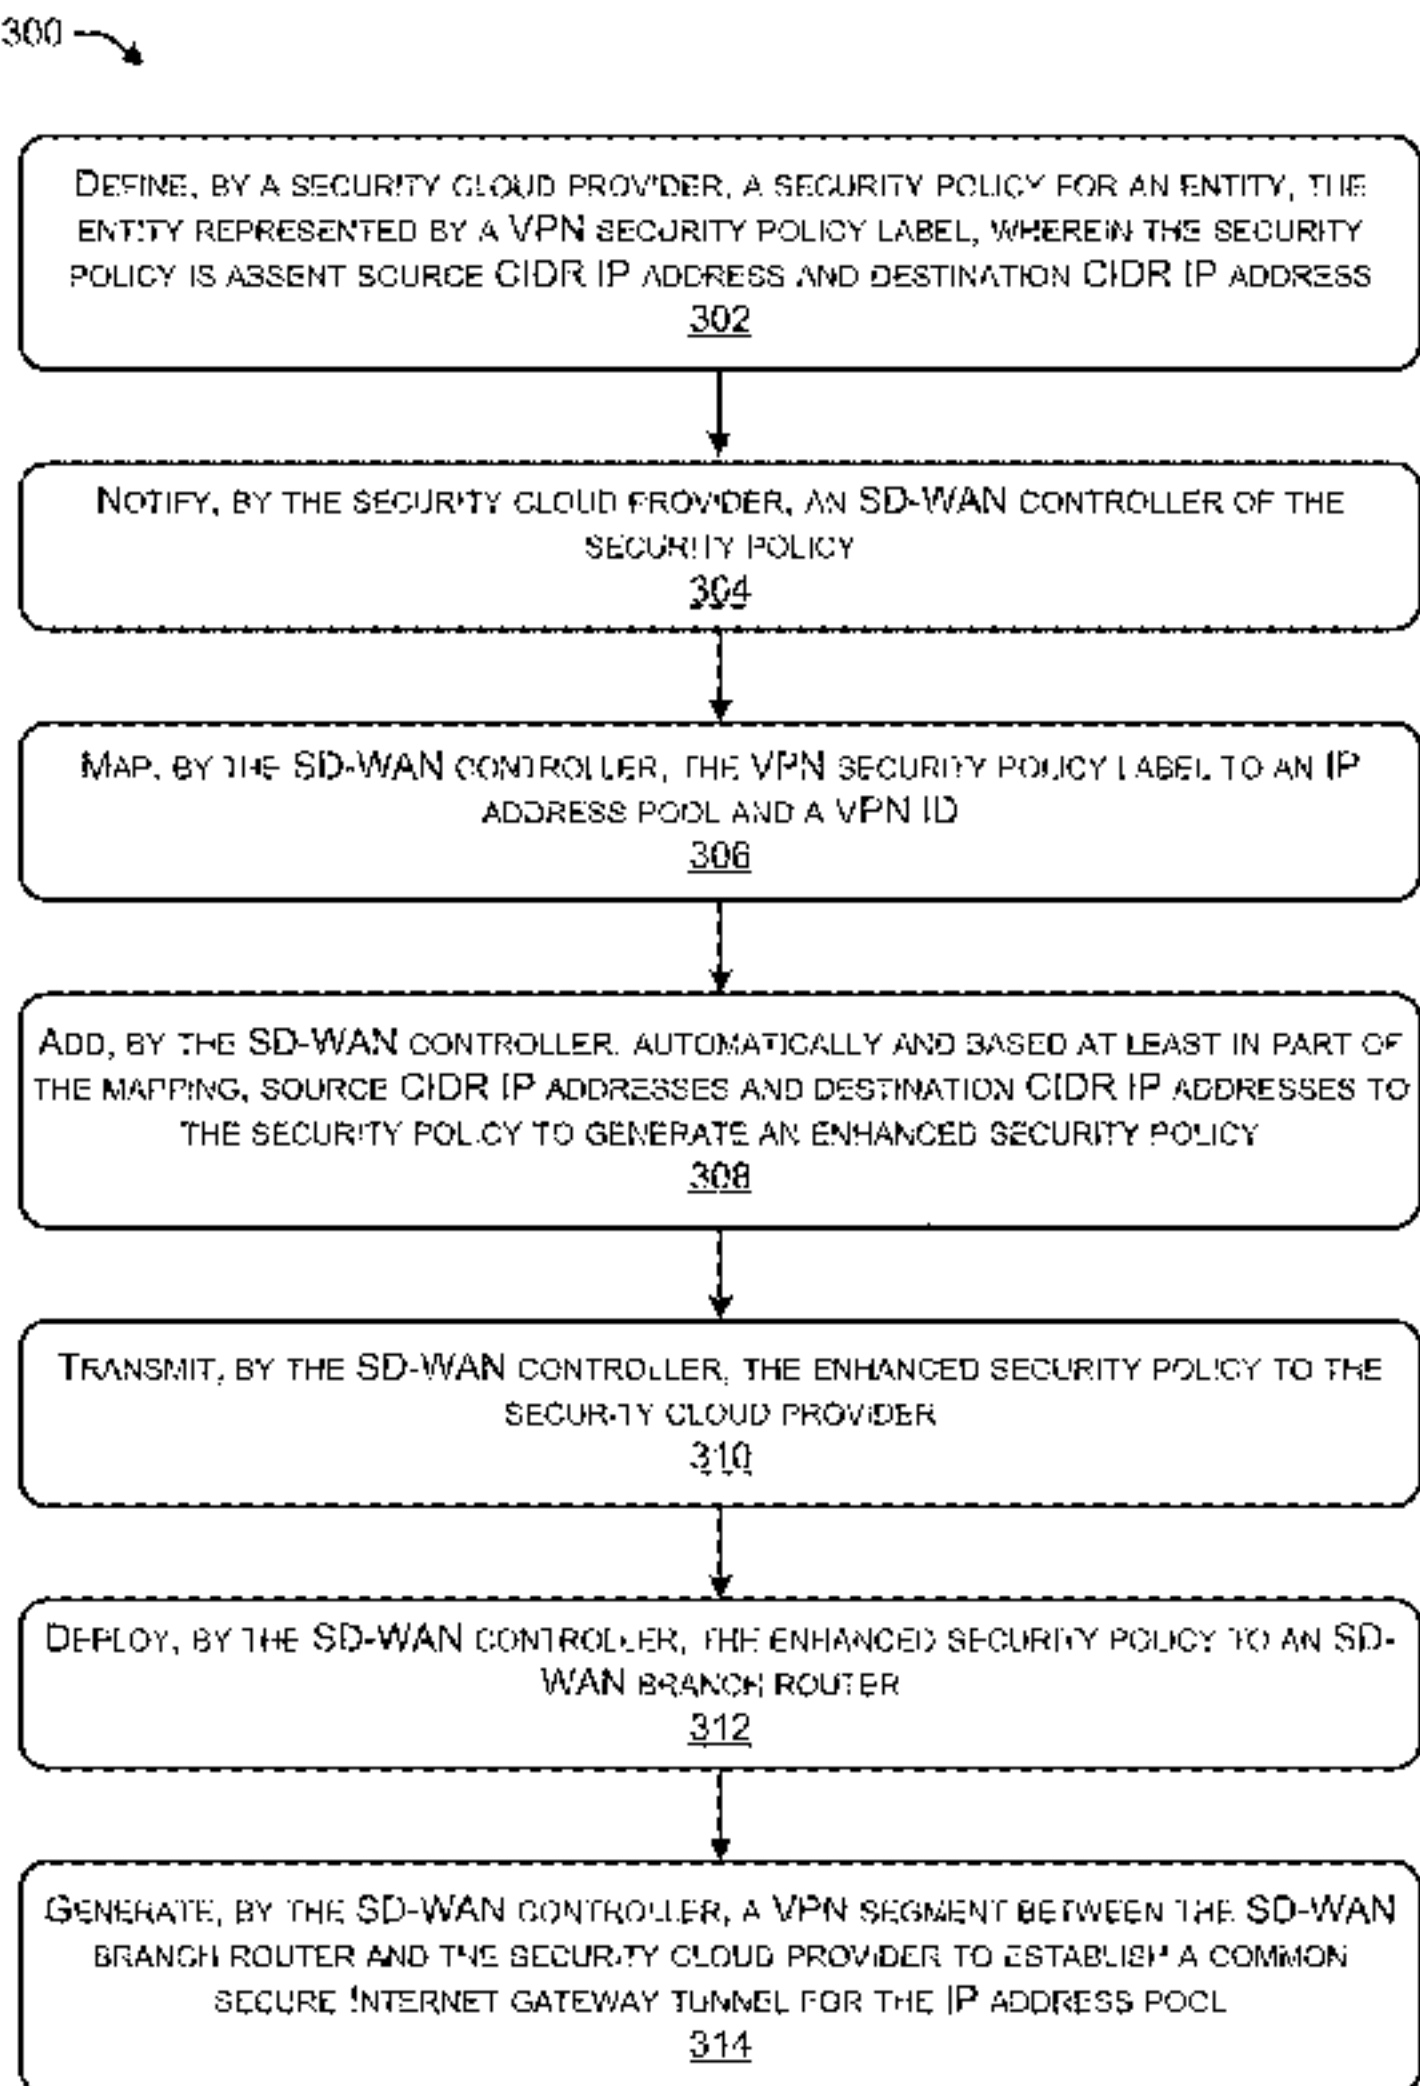 300
DEFINE, BY A SECURITY CLOUD PROVIDER, A SECURITY POLICY FOR AN ENTITY, THE
ENTITY REPRESENTED BY A VPN SECURITY POLICY LABEL, WHEREIN THE SECURITY
POLICY IS ABSENT SOURCE CIDR IP ADDRESS AND DESTINATION CIDR IP ADDRESS
302
NOTIFY, BY THE SECURITY CLOUD PROVIDER, AN SD-WAN CONTROLLER OF THE
SECURITY POLICY
304
MAP, BY THE SD-WAN CONTROLLER, THE VPN SECURITY POLICY LABEL TO AN IP
ADDRESS POOL AND A VPN ID
306
ADD, BY THE SD-WAN CONTROLLER, AUTOMATICALLY AND BASED AT LEAST IN PART OF
THE MAPPING, SOURCE CIDR IP ADDRESSES AND DESTINATION CIDR IP ADDRESSES TO
THE SECURITY POLICY TO GENERATE AN ENHANCED SECURITY POLICY
308
TRANSMIT, BY THE SD-WAN CONTROLLER, THE ENHANCED SECURITY POLICY TO THE
SECURITY CLOUD PROVIDER
310
DEPLOY, BY THE SD-WAN CONTROLLER, THE ENHANCED SECURITY POLICY TO AN SD-
WAN BRANCH ROUTER
312
GENERATE, BY THE SD-WAN CONTROLLER, A VPN SEGMENT BETWEEN THE SD-WAN
BRANCH ROUTER AND THE SECURITY CLOUD PROVIDER TO ESTABLISH A COMMON
SECURE INTERNET GATEWAY TUNNEL FOR THE IP ADDRESS POOL
314